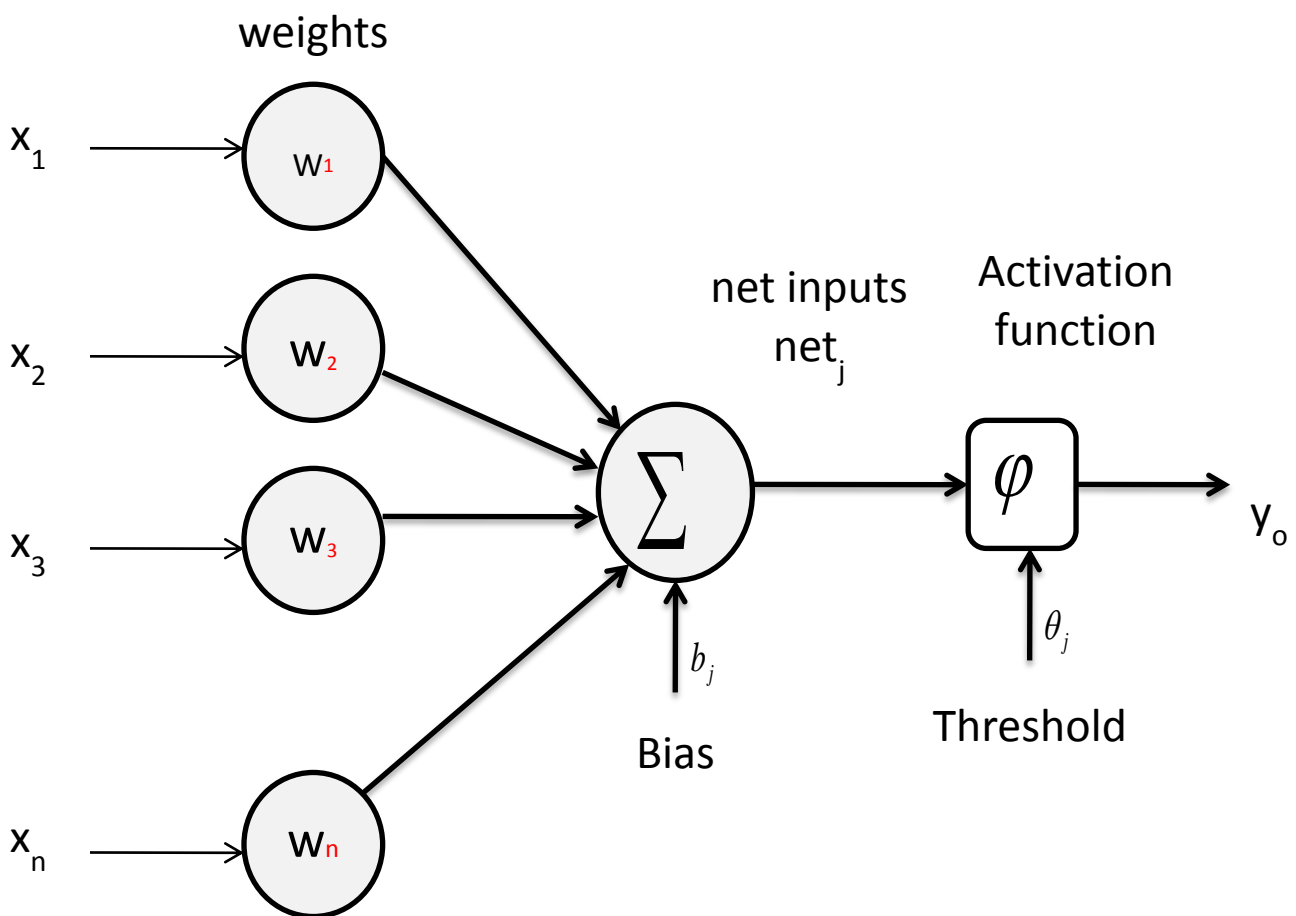 weights
x₁
w₁
x₂
w₂
x₃
w₃
xₙ
wₙ
∑
bⱼ
Bias
net inputs
netⱼ
Activation
function
φ
θⱼ
Threshold
yₒ